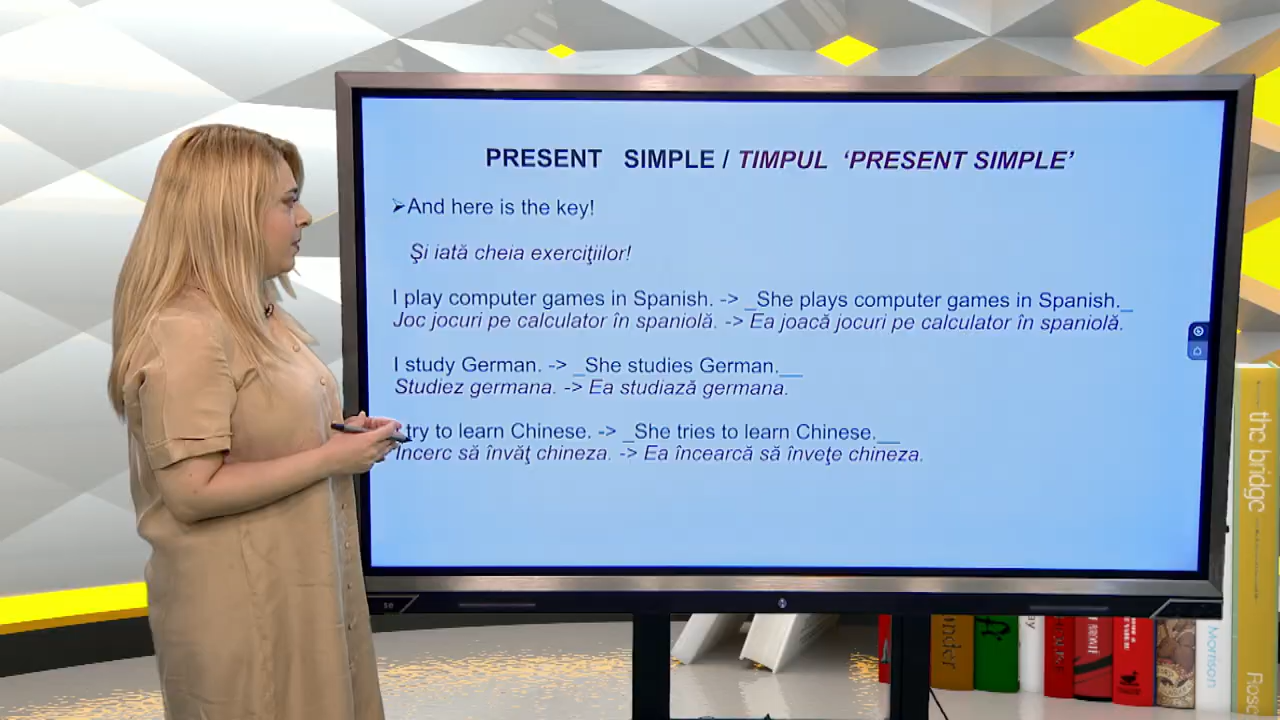 PRESENT SIMPLE / TIMPUL ‘PRESENT SIMPLE’
➢And here is the key!
Şi iată cheia exerciţiilor!
I play computer games in Spanish. -> _She plays computer games in Spanish._
Joc jocuri pe calculator în spaniolă. -> Ea joacă jocuri pe calculator în spaniolă.
I study German. -> _She studies German.__
Studiez germana. -> Ea studiază germana.
try to learn Chinese. -> _She tries to learn Chinese.__
Încerc să învăţ chineza. -> Ea încearcă să înveţe chineza.
the bridge
Morrison